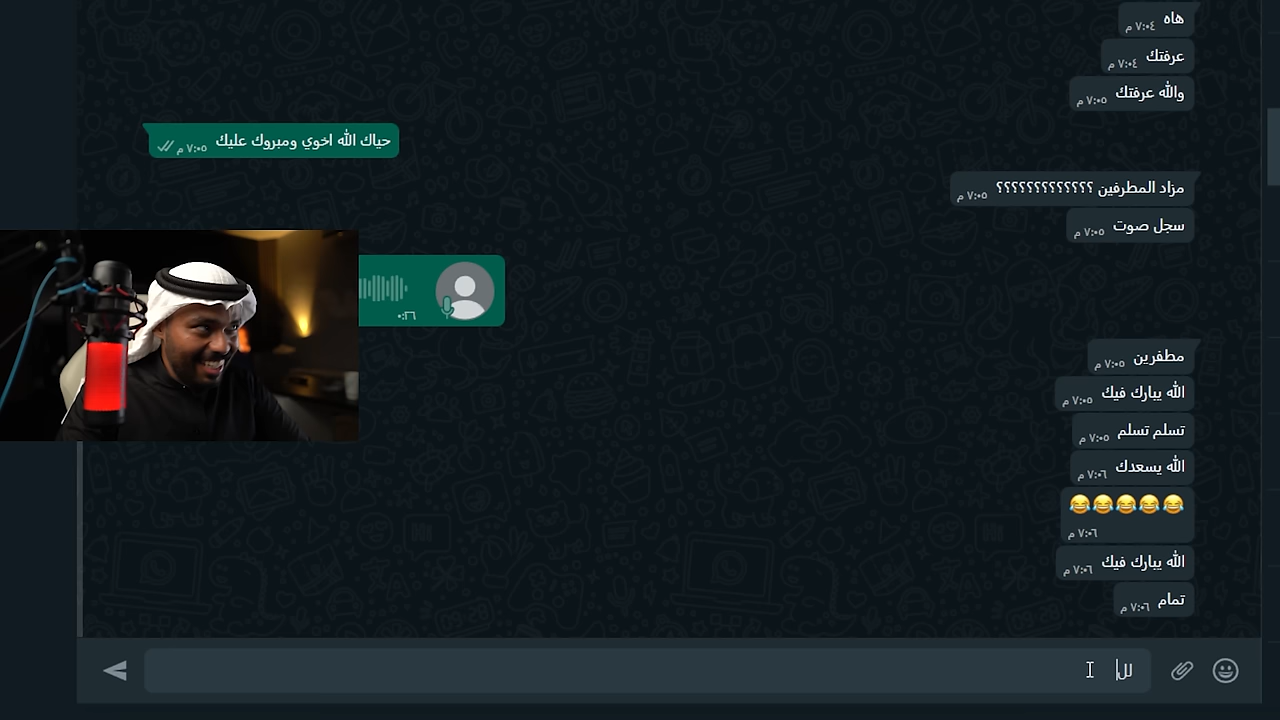 هاه ٧:٠٤ م
عرفتك ٧:٠٤ م
والله عرفتك ٧:٠٥ م
حياك الله اخوي ومبروك عليك ٧:٠٥ م
مزاد المطرفين ؟؟؟؟؟؟؟؟؟؟؟؟؟ ٧:٠٥ م
سجل صوت ٧:٠٥ م
٠:٢٦
مطفرين ٧:٠٥ م
الله يبارك فيك ٧:٠٥ م
تسلم تسلم ٧:٠٥ م
الله يسعدك ٧:٠٦ م
😂😂😂😂😂
٧:٠٦ م
الله يبارك فيك ٧:٠٦ م
تمام ٧:٠٦ م
لل